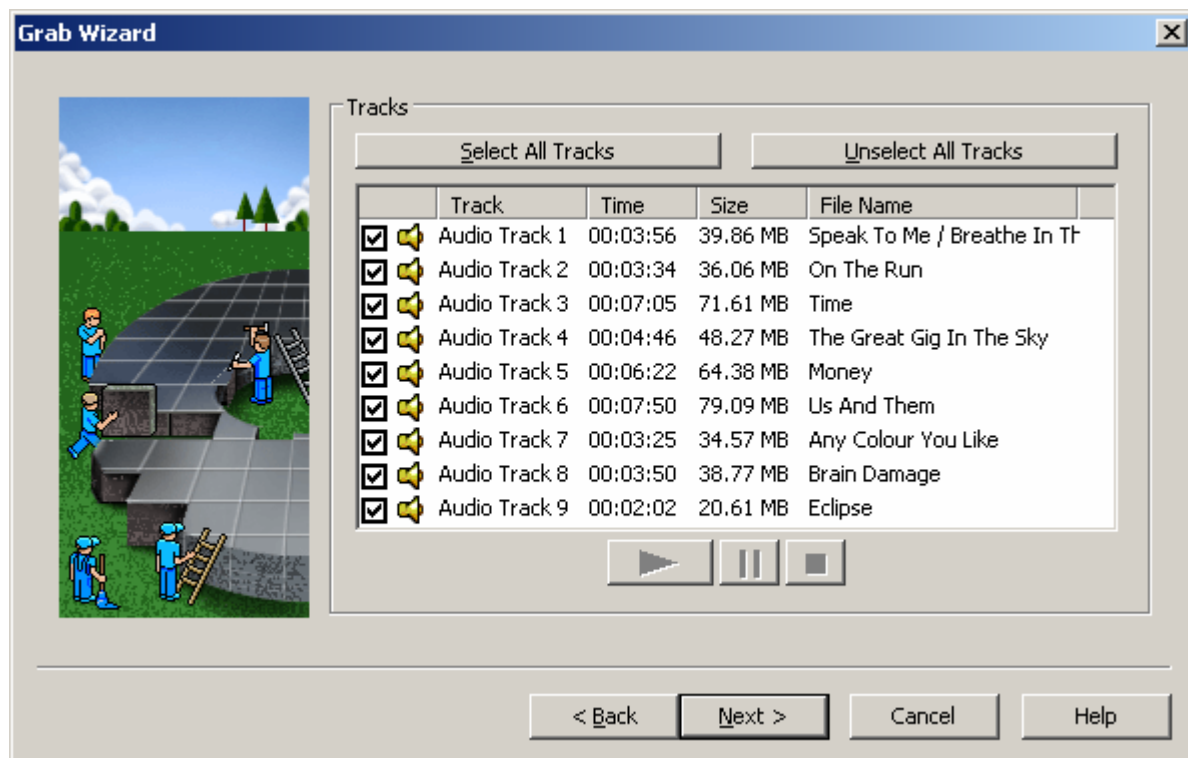 Grab Wizard
Tracks
Select All Tracks Unselect All Tracks
Track Time Size File Name
Audio Track 1 00:03:56 39.86 MB Speak To Me / Breathe In Th
Audio Track 2 00:03:34 36.06 MB On The Run
Audio Track 3 00:07:05 71.61 MB Time
Audio Track 4 00:04:46 48.27 MB The Great Gig In The Sky
Audio Track 5 00:06:22 64.38 MB Money
Audio Track 6 00:07:50 79.09 MB Us And Them
Audio Track 7 00:03:25 34.57 MB Any Colour You Like
Audio Track 8 00:03:50 38.77 MB Brain Damage
Audio Track 9 00:02:02 20.61 MB Eclipse
< Back Next > Cancel Help